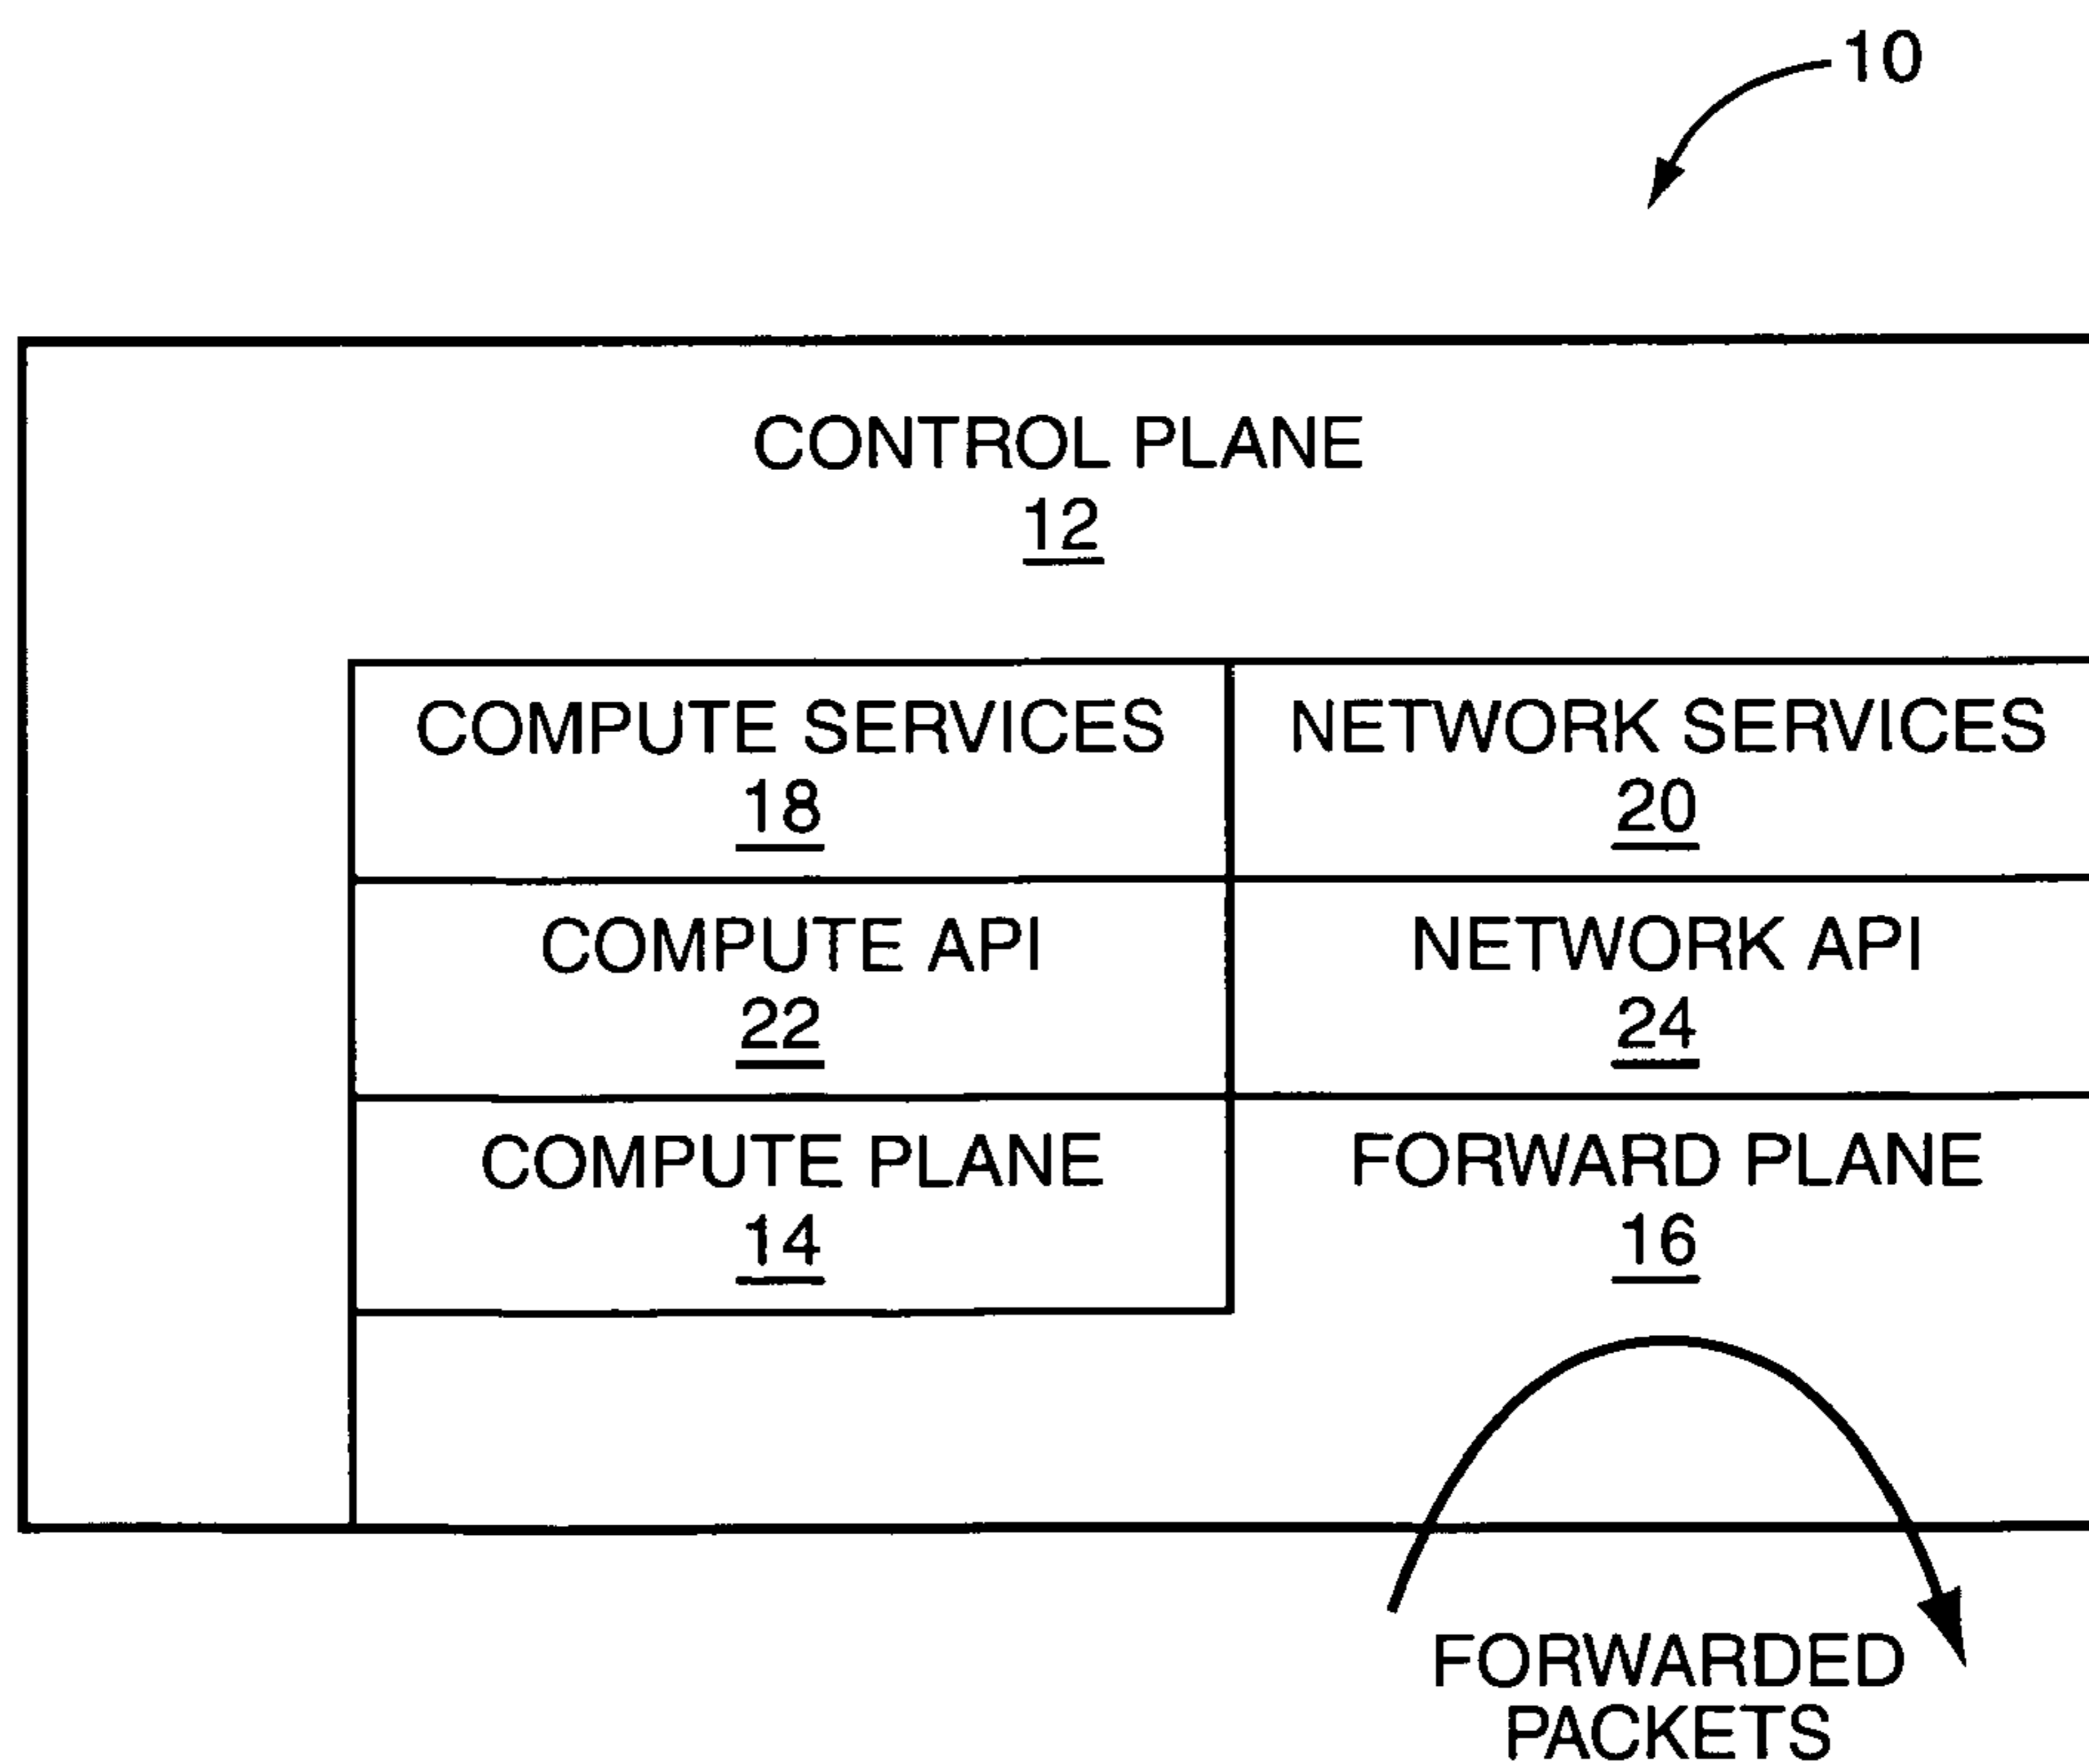 10
CONTROL PLANE
12
COMPUTE SERVICES
18
NETWORK SERVICES
20
COMPUTE API
22
NETWORK API
24
COMPUTE PLANE
14
FORWARD PLANE
16
FORWARDED
PACKETS